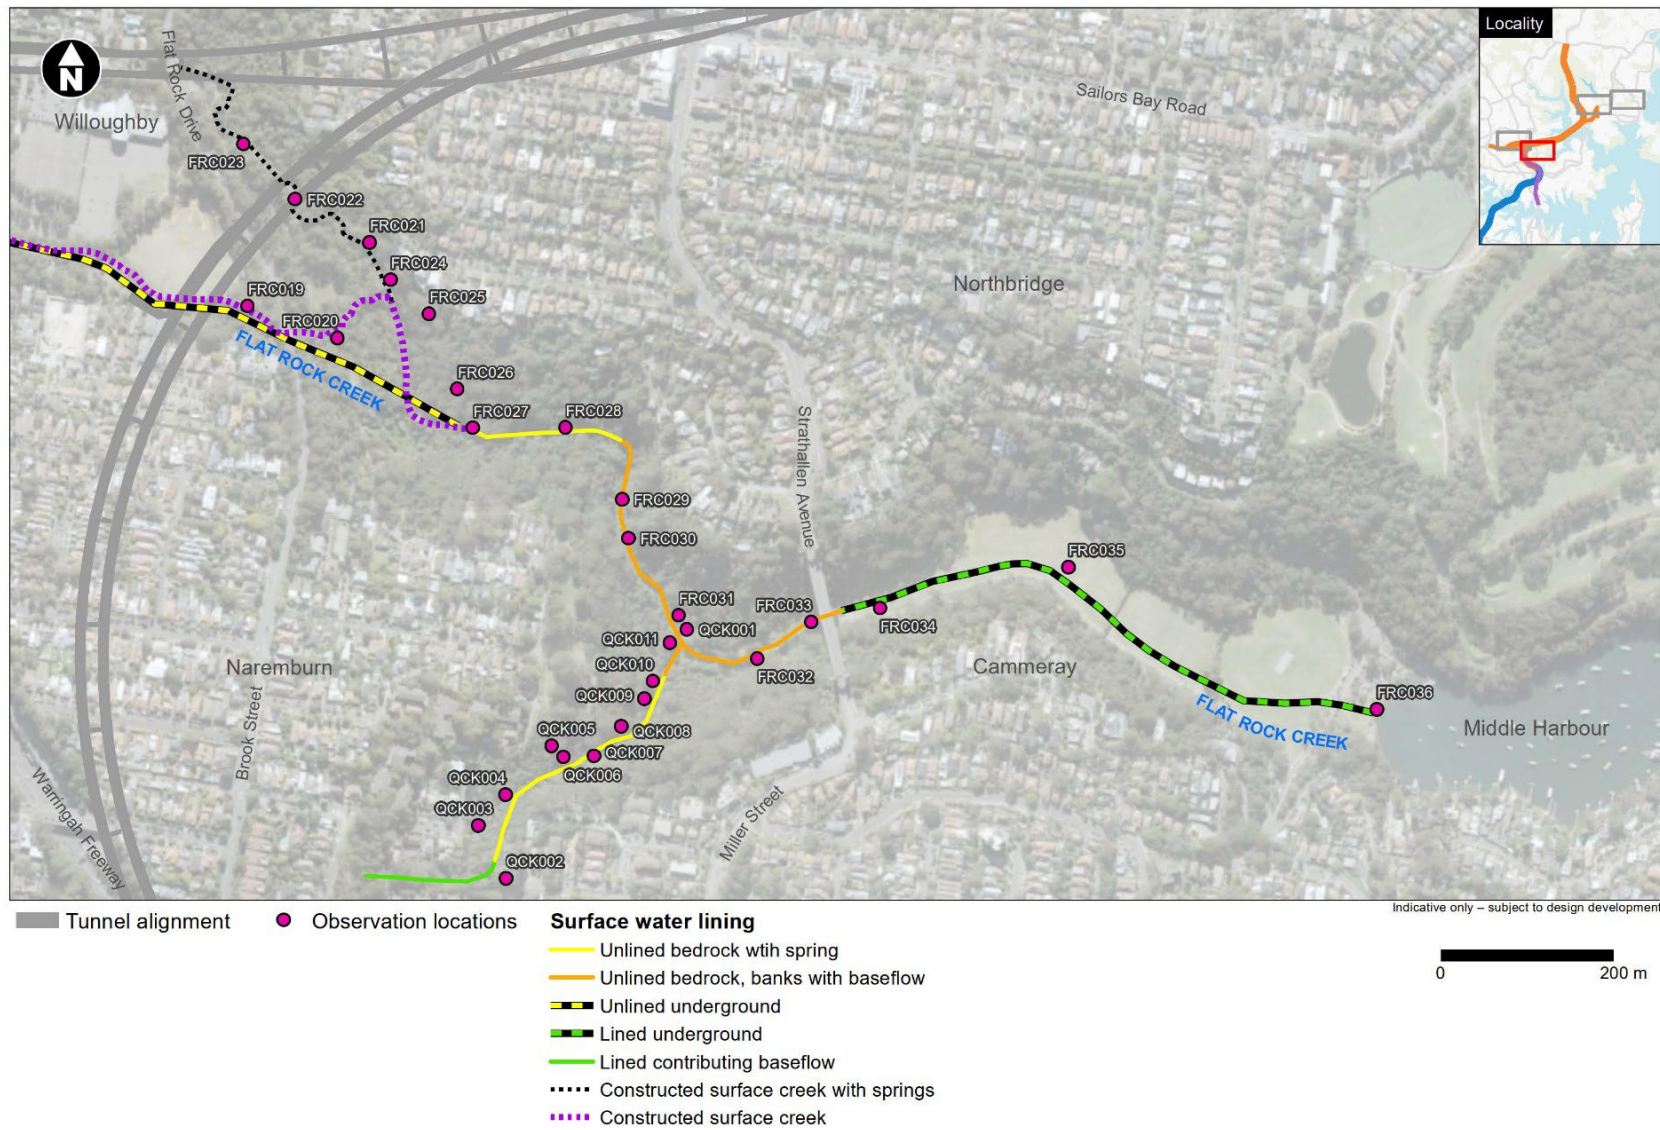 Locality
N
Flat Rock Drive
Willoughby
Sailors Bay Road
FRC023
FRC022
FRC021
FRC024
Northbridge
FRC019
FRC025
FRC020
FLAT ROCK CREEK
FRC026
FRC027
FRC028
Strathallen Avenue
FRC029
FRC030
FRC035
FRC031
FRC033
FRC034
QCK001
QCK011
Naremburn
QCK010
FRC032
Cammeray
QCK009
FRC036
FLAT ROCK CREEK
Middle Harbour
Brook Street
QCK005
QCK008
QCK007
QCK006
QCK004
QCK003
Miller Street
Warringah Freeway
QCK002
Indicative only – subject to design development
Tunnel alignment
Observation locations
Surface water lining
Unlined bedrock wtih spring
Unlined bedrock, banks with baseflow
Unlined underground
Lined underground
Lined contributing baseflow
Constructed surface creek with springs
Constructed surface creek
0 200 m